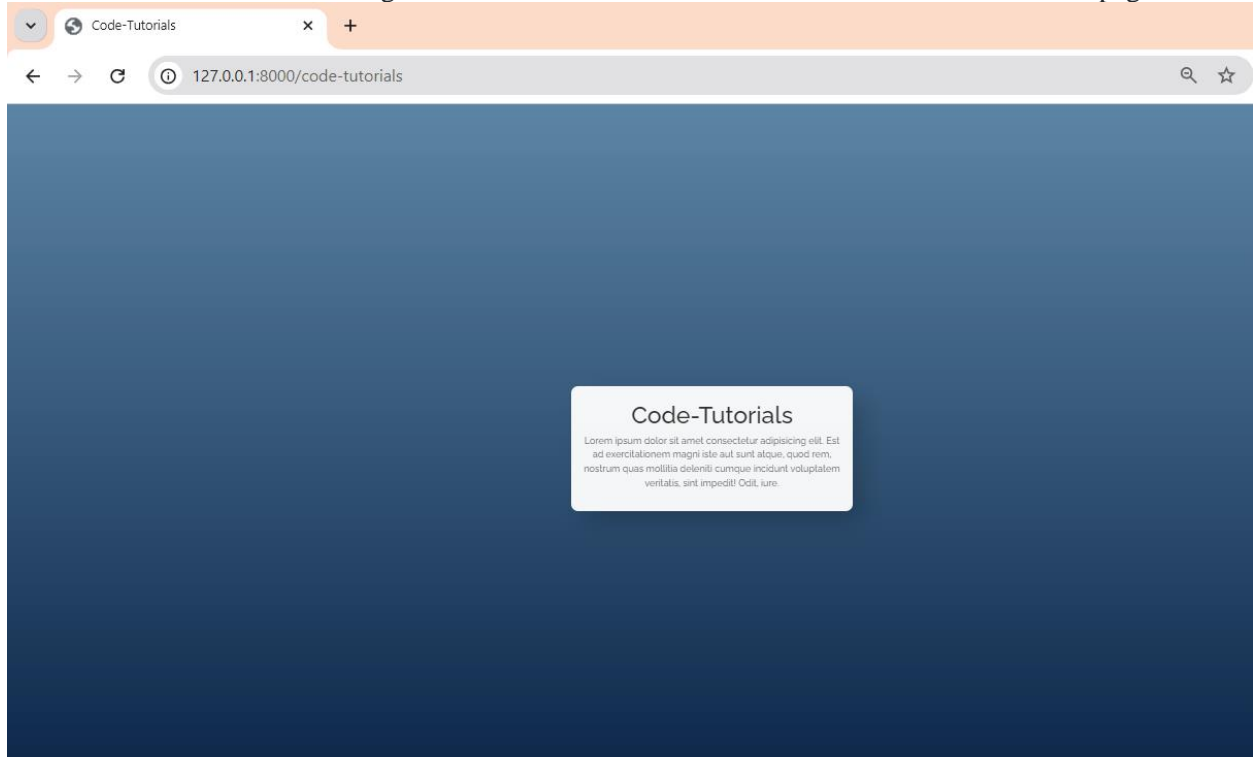 Code-Tutorials
127.0.0.1:8000/code-tutorials
Code-Tutorials
Lorem ipsum dolor sit amet consectetur adipisicing elit. Est
ad exercitationem magni iste aut sunt atque, quod rem,
nostrum quas mollitia deleniti cumque incidunt voluptatem
veritatis, sint impedit! Odit, iure.